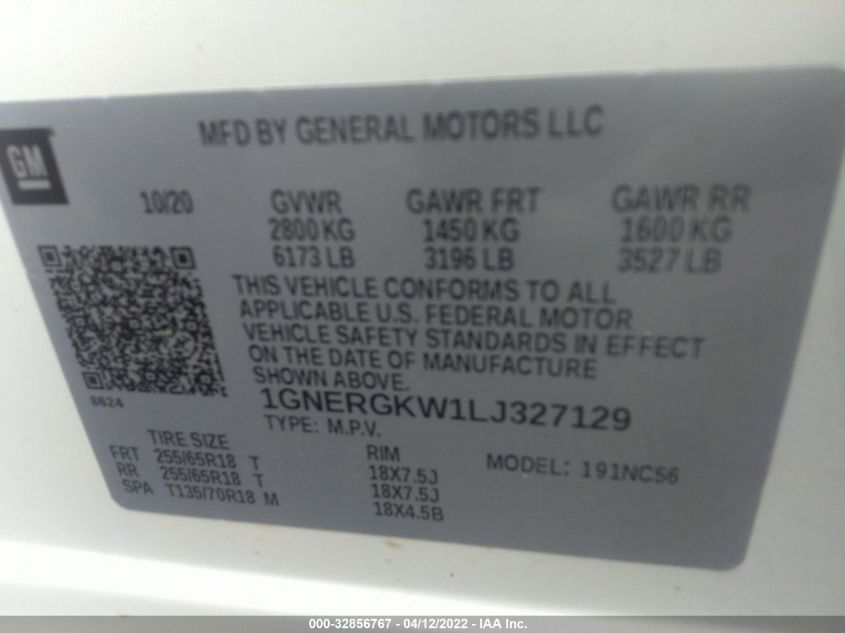 MFD BY GENERAL MOTORS LLC
GM
10/20 GVWR GAWR FRT GAWR RR
2800 KG 1450 KG 1600 KG
6173 LB 3196 LB 3527 LB
THIS VEHICLE CONFORMS TO ALL
APPLICABLE U.S. FEDERAL MOTOR
VEHICLE SAFETY STANDARDS IN EFFECT
ON THE DATE OF MANUFACTURE
SHOWN ABOVE.
8624
1GNERGKW1LJ327129
TYPE: M.P.V.
TIRE SIZE RIM MODEL: 191NC56
FRT 255/65R18 T 18X7.5J
RR 255/65R18 T 18X7.5J
SPA T135/70R18 M 18X4.5B
000-32856767 - 04/12/2022 - IAA Inc.